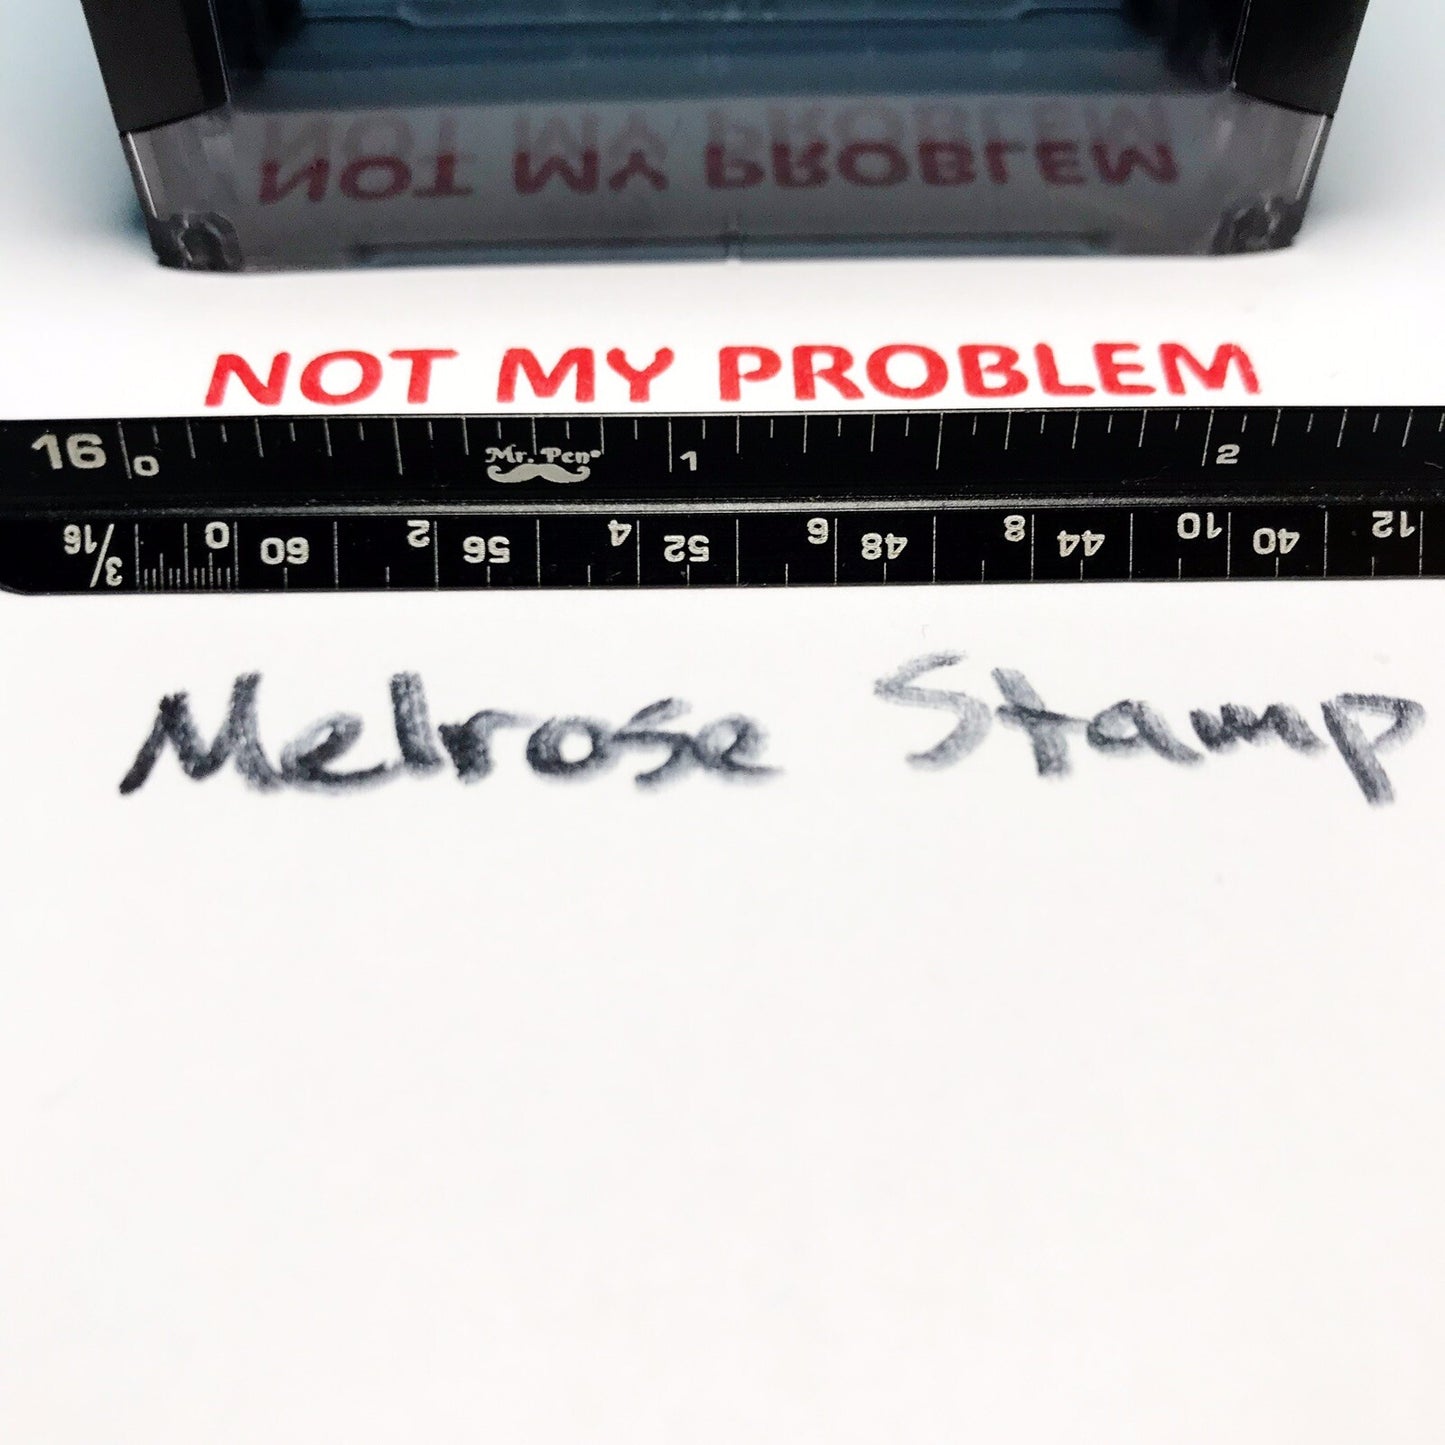 NOT MY PROBLEM
NOT MY PROBLEM
16 0 Mr. Pen® 1 2
3/16 0 60 2 56 4 52 6 48 8 44 10 40 12
Melrose Stamp